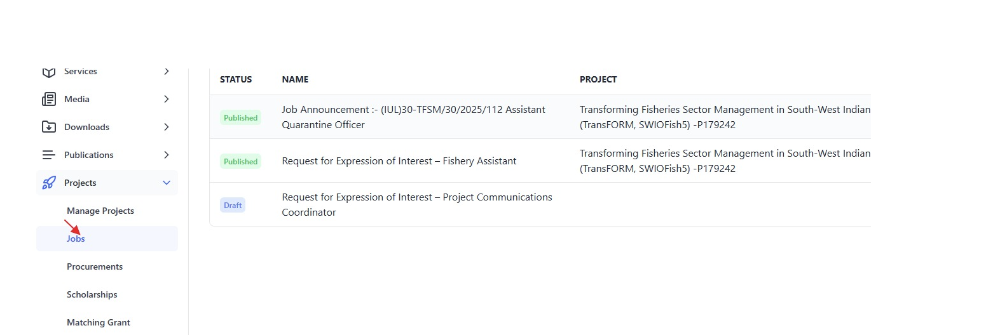 Services
Media
Downloads
Publications
Projects
Manage Projects
Jobs
Procurements
Scholarships
Matching Grant
STATUS NAME PROJECT
Published Job Announcement :- (IUL)30-TFSM/30/2025/112 Assistant
Quarantine Officer
Transforming Fisheries Sector Management in South-West Indian
(TransFORM, SWIOFish5) -P179242
Published Request for Expression of Interest – Fishery Assistant
Transforming Fisheries Sector Management in South-West Indian
(TransFORM, SWIOFish5) -P179242
Draft Request for Expression of Interest – Project Communications
Coordinator